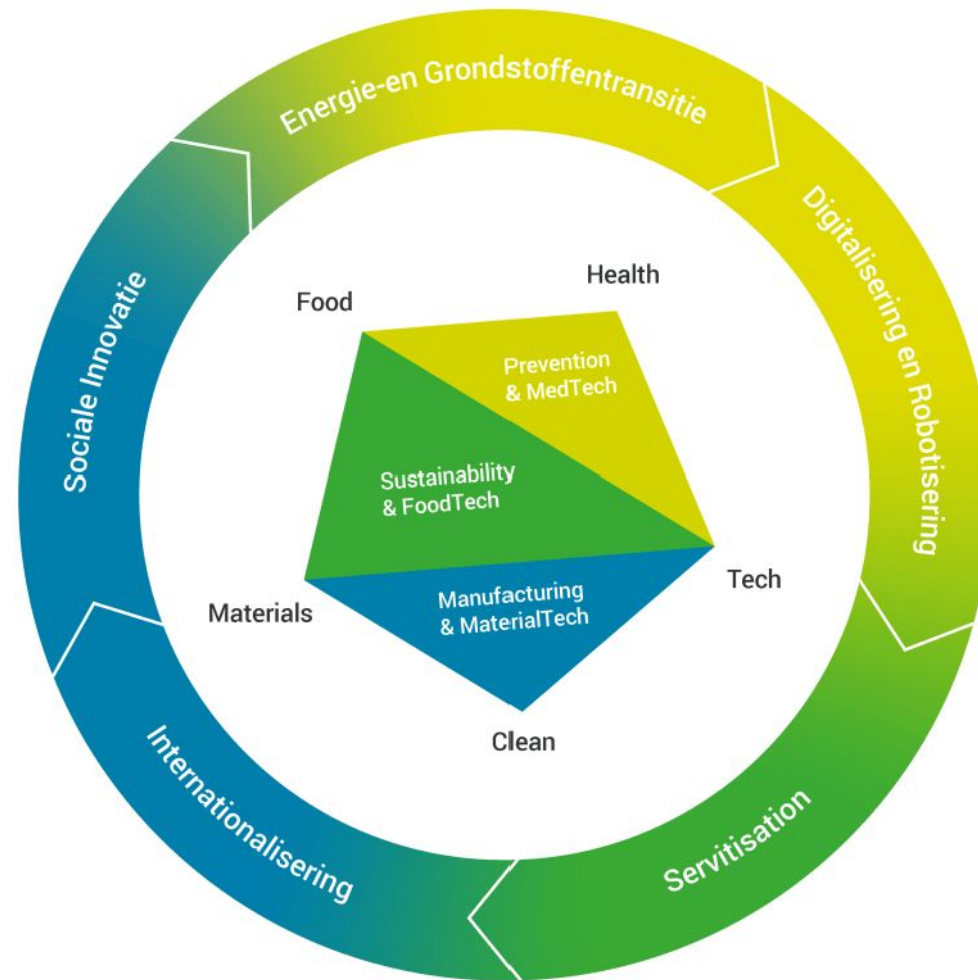 Energie-en Grondstoffentransitie
Digitalisering en Robotisering
Servitisation
Internationalisering
Sociale Innovatie
Health
Food
Prevention
& MedTech
Sustainability
& FoodTech
Tech
Manufacturing
& MaterialTech
Materials
Clean